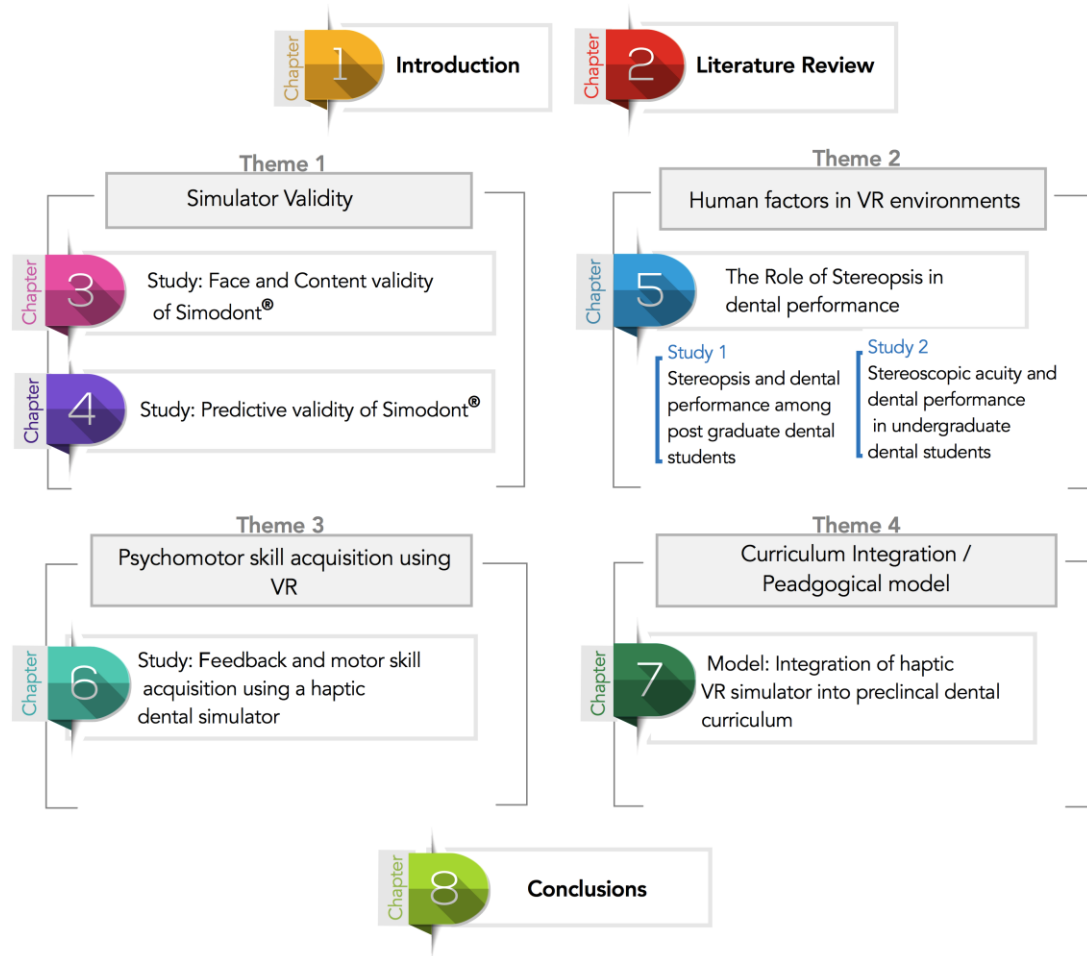 Chapter
1
Introduction
Chapter
2
Literature Review
Theme 1
Simulator Validity
Chapter
3
Study: Face and Content validity
of Simodont®
Chapter
4
Study: Predictive validity of Simodont®
Theme 2
Human factors in VR environments
Chapter
5
The Role of Stereopsis in
dental performance
Study 1
Stereopsis and dental
performance among
post graduate dental
students
Study 2
Stereoscopic acuity and
dental performance
in undergraduate
dental students
Theme 3
Psychomotor skill acquisition using
VR
Chapter
6
Study: Feedback and motor skill
acquisition using a haptic
dental simulator
Theme 4
Curriculum Integration /
Peadgogical model
Chapter
7
Model: Integration of haptic
VR simulator into preclincal dental
curriculum
Chapter
8
Conclusions